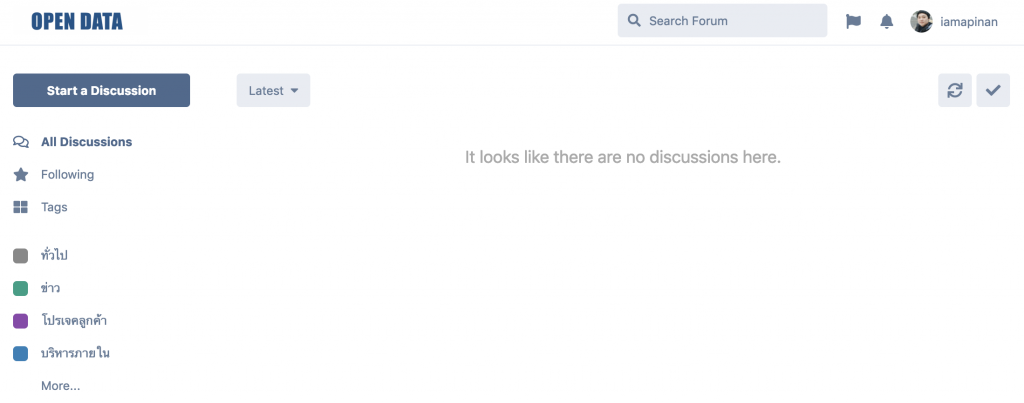 OPEN DATA
Search Forum
iamapinan
Start a Discussion
Latest
All Discussions
It looks like there are no discussions here.
Following
Tags
ทั่วไป
ข่าว
โปรเจคลูกค้า
บริหารภายใน
More...